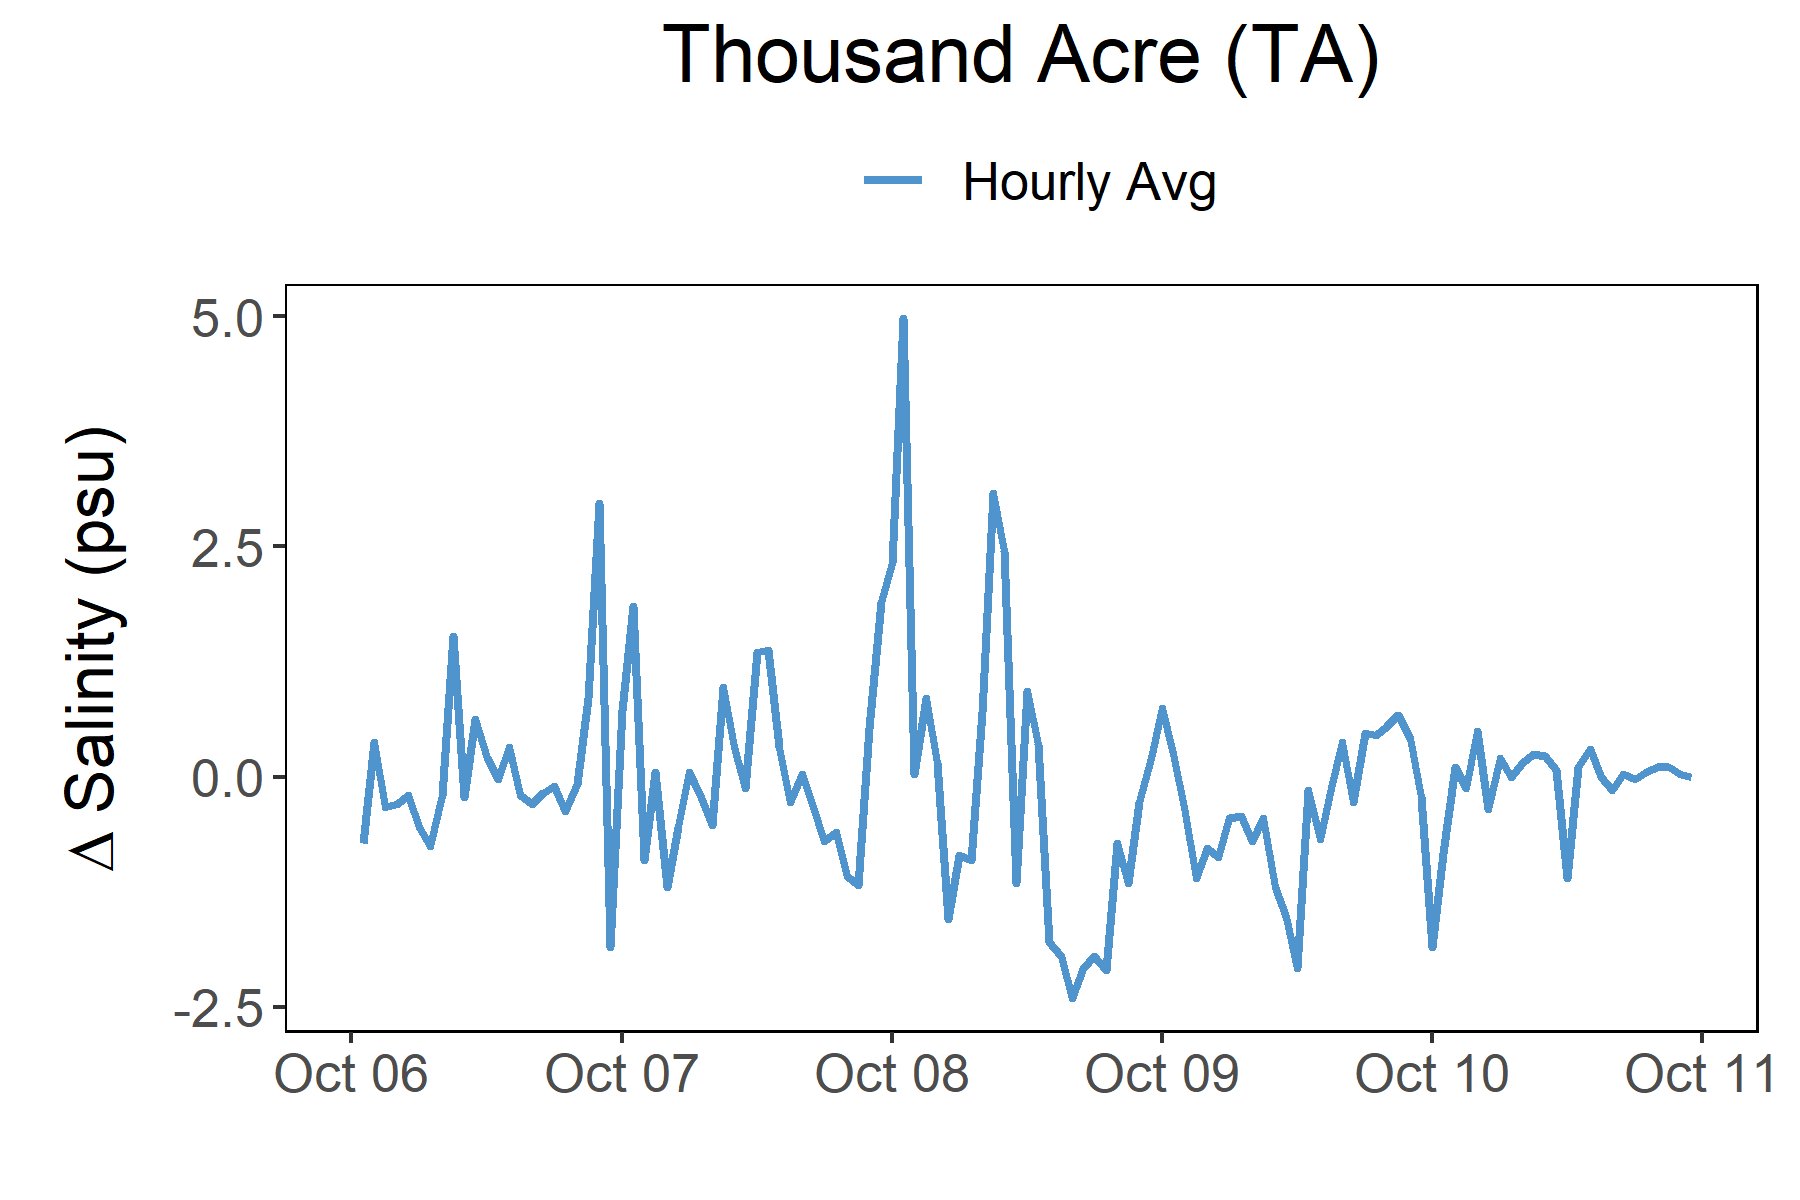 Thousand Acre (TA)
Hourly Avg
Δ Salinity (psu)
5.0
2.5
0.0
-2.5
Oct 06 Oct 07 Oct 08 Oct 09 Oct 10 Oct 11